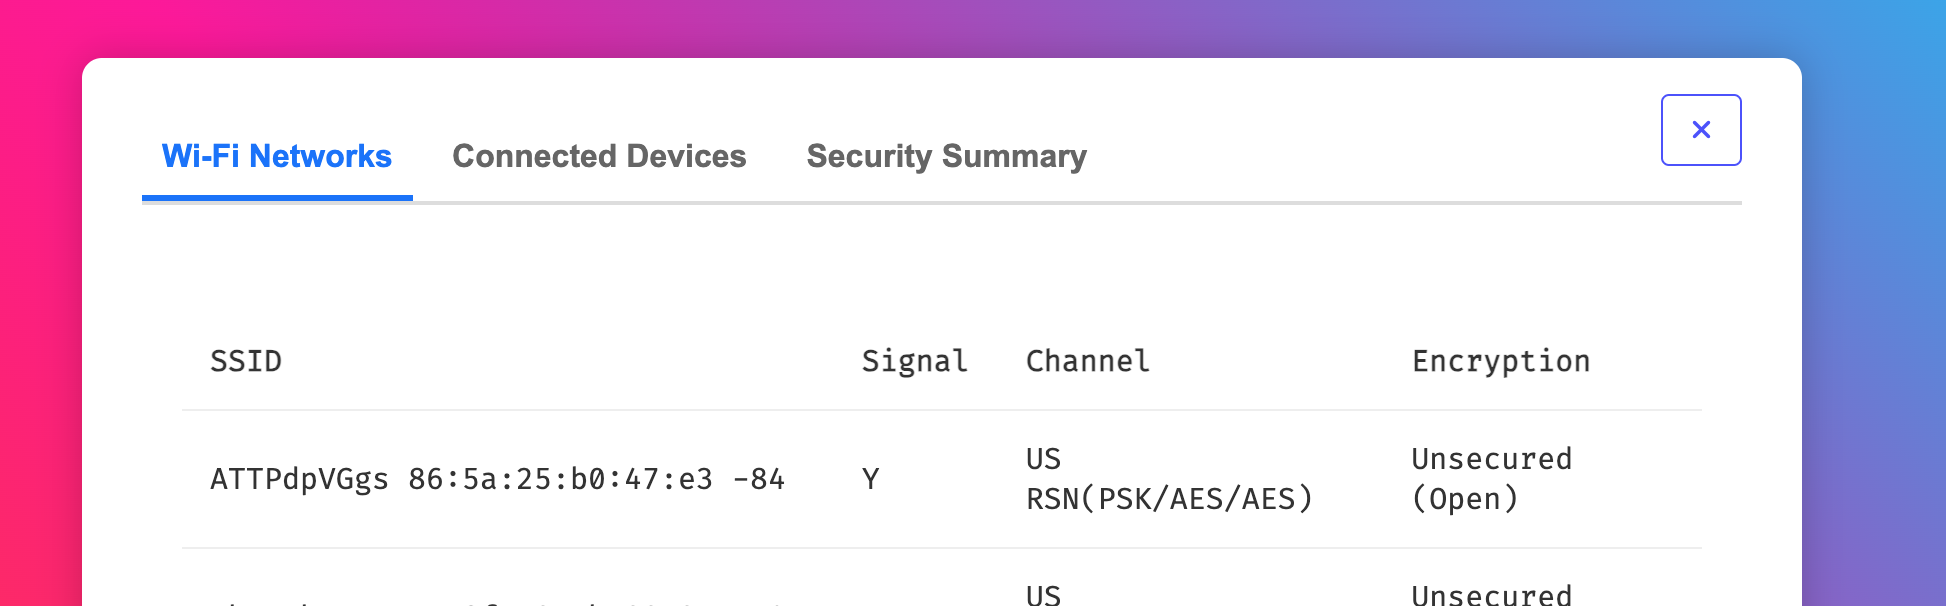 Wi-Fi Networks Connected Devices Security Summary ×
SSID Signal Channel Encryption
ATTPdpVGgs 86:5a:25:b0:47:e3 -84 Y US RSN(PSK/AES/AES) Unsecured (Open)
US Unsecured